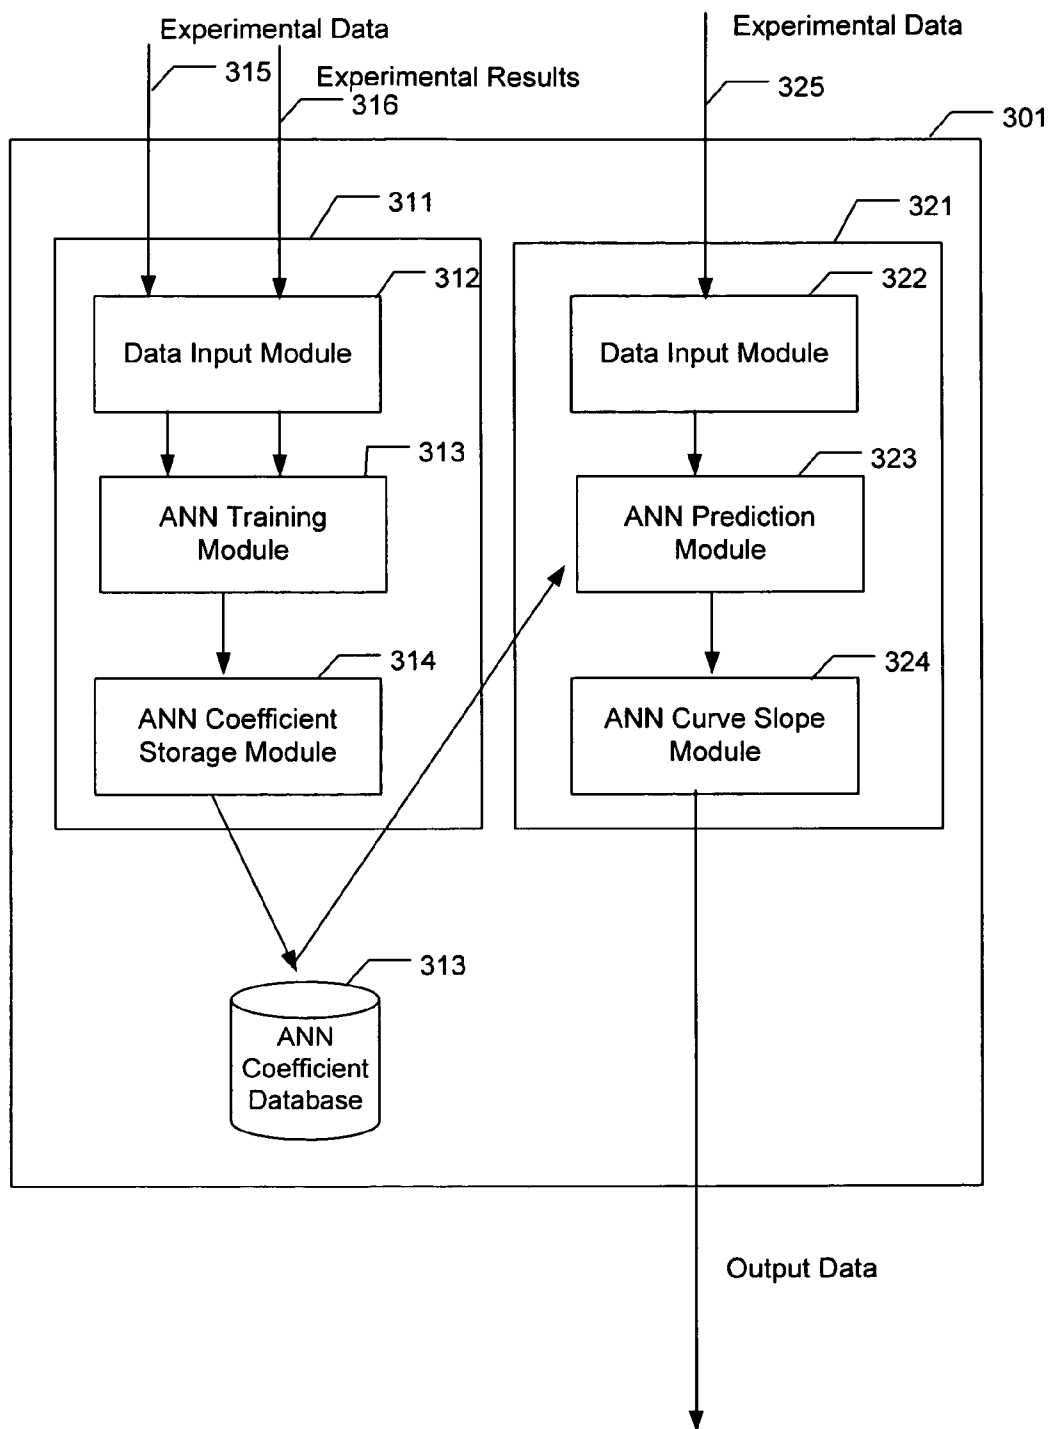 Experimental Data
315
Experimental Results
316
Experimental Data
325
301
311
321
312
322
Data Input Module
Data Input Module
313
323
ANN Training
Module
ANN Prediction
Module
314
324
ANN Coefficient
Storage Module
ANN Curve Slope
Module
313
ANN
Coefficient
Database
Output Data